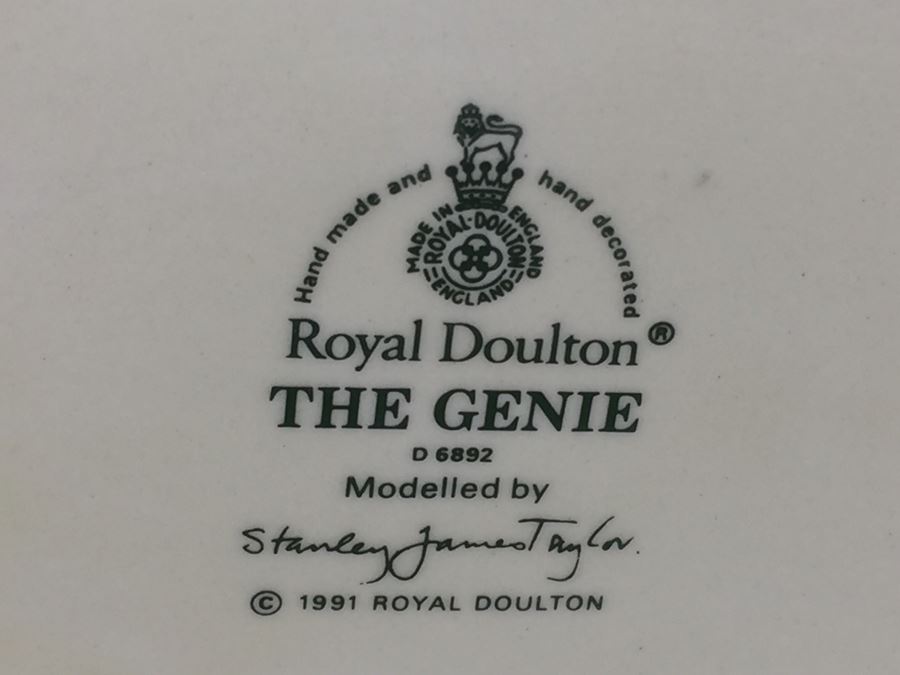 Hand made and hand decorated
MADE IN ENGLAND
ROYAL-DOULTON
ENGLAND
Royal Doulton®
THE GENIE
D 6892
Modelled by
Stanley James Taylor.
© 1991 ROYAL DOULTON